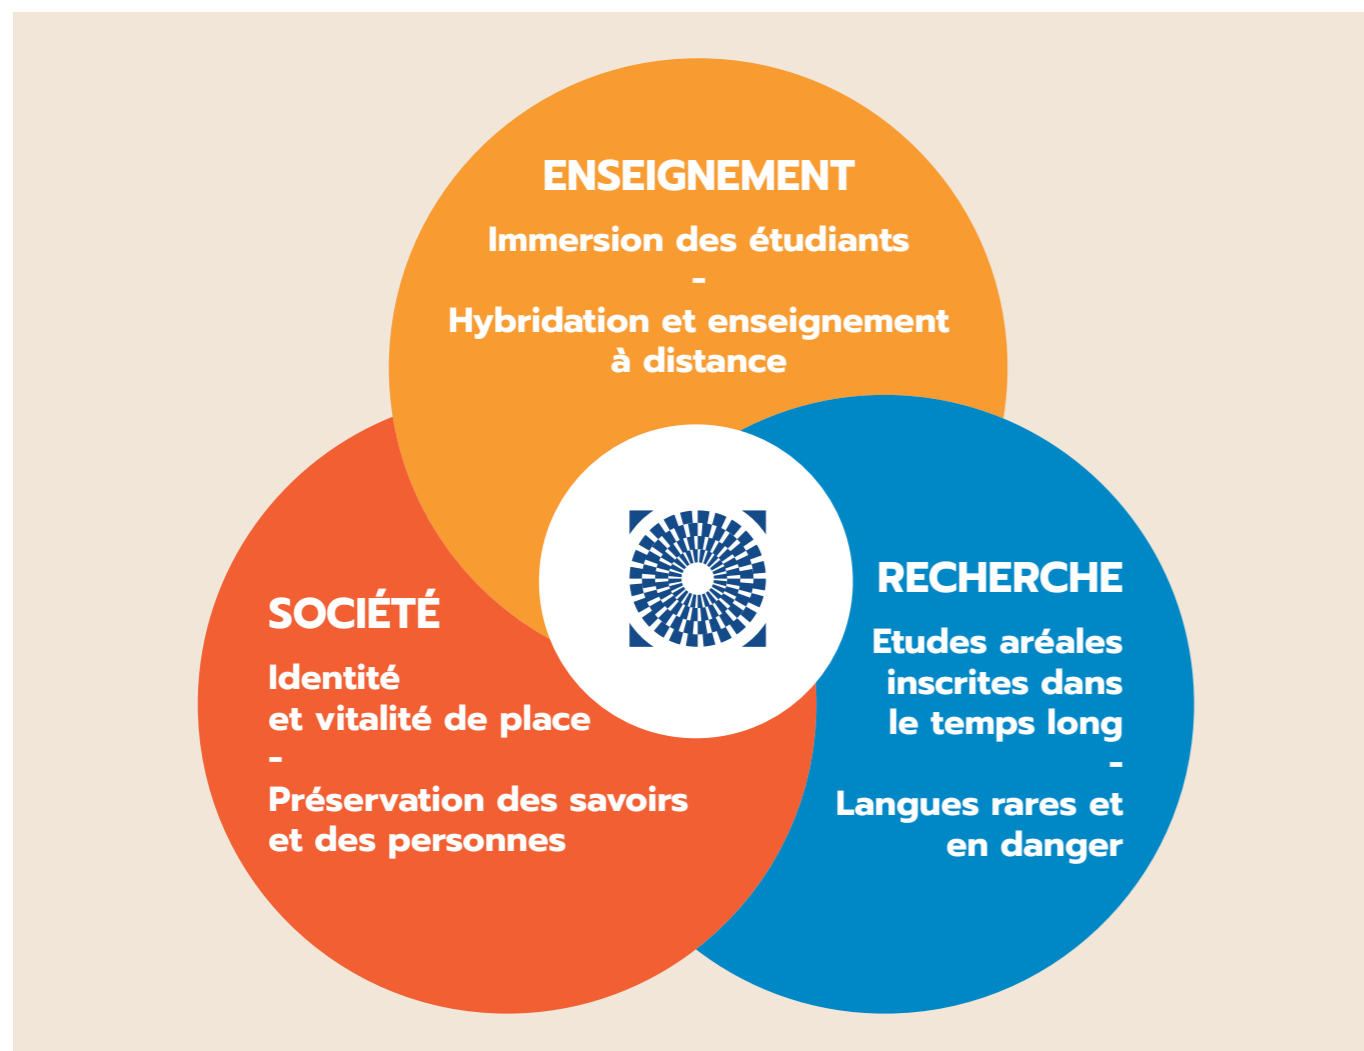 ENSEIGNEMENT
Immersion des étudiants
-
Hybridation et enseignement
à distance
SOCIÉTÉ
Identité
et vitalité de place
-
Préservation des savoirs
et des personnes
RECHERCHE
Etudes aréales
inscrites dans
le temps long
-
Langues rares et
en danger